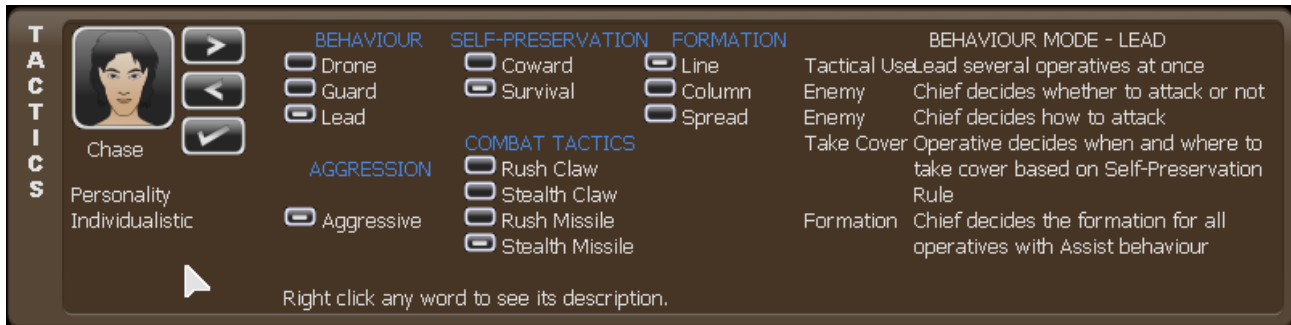 TACTICS
Chase
Personality
Individualistic
BEHAVIOUR
Drone
Guard
Lead
AGGRESSION
Aggressive
SELF-PRESERVATION
Coward
Survival
COMBAT TACTICS
Rush Claw
Stealth Claw
Rush Missile
Stealth Missile
FORMATION
Line
Column
Spread
BEHAVIOUR MODE - LEAD
Tactical Use Lead several operatives at once
Enemy Chief decides whether to attack or not
Enemy Chief decides how to attack
Take Cover Operative decides when and where to
take cover based on Self-Preservation
Rule
Formation Chief decides the formation for all
operatives with Assist behaviour
Right click any word to see its description.